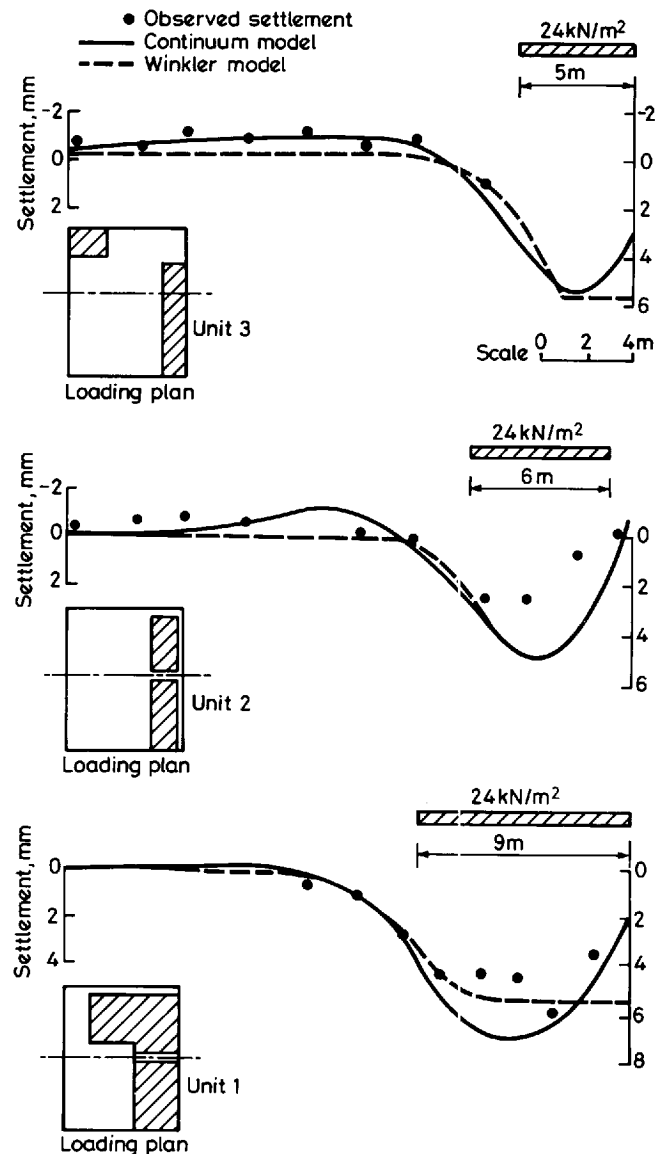 Observed settlement
Continuum model
Winkler model
24kN/m²
5m
Settlement, mm
-2
0
2
-2
0
2
4
6
Unit 3
Loading plan
Scale
0 2 4m
24kN/m²
6m
Settlement, mm
-2
0
2
0
2
4
6
Unit 2
Loading plan
24kN/m²
9m
Settlement, mm
0
2
4
0
2
4
6
8
Unit 1
Loading plan